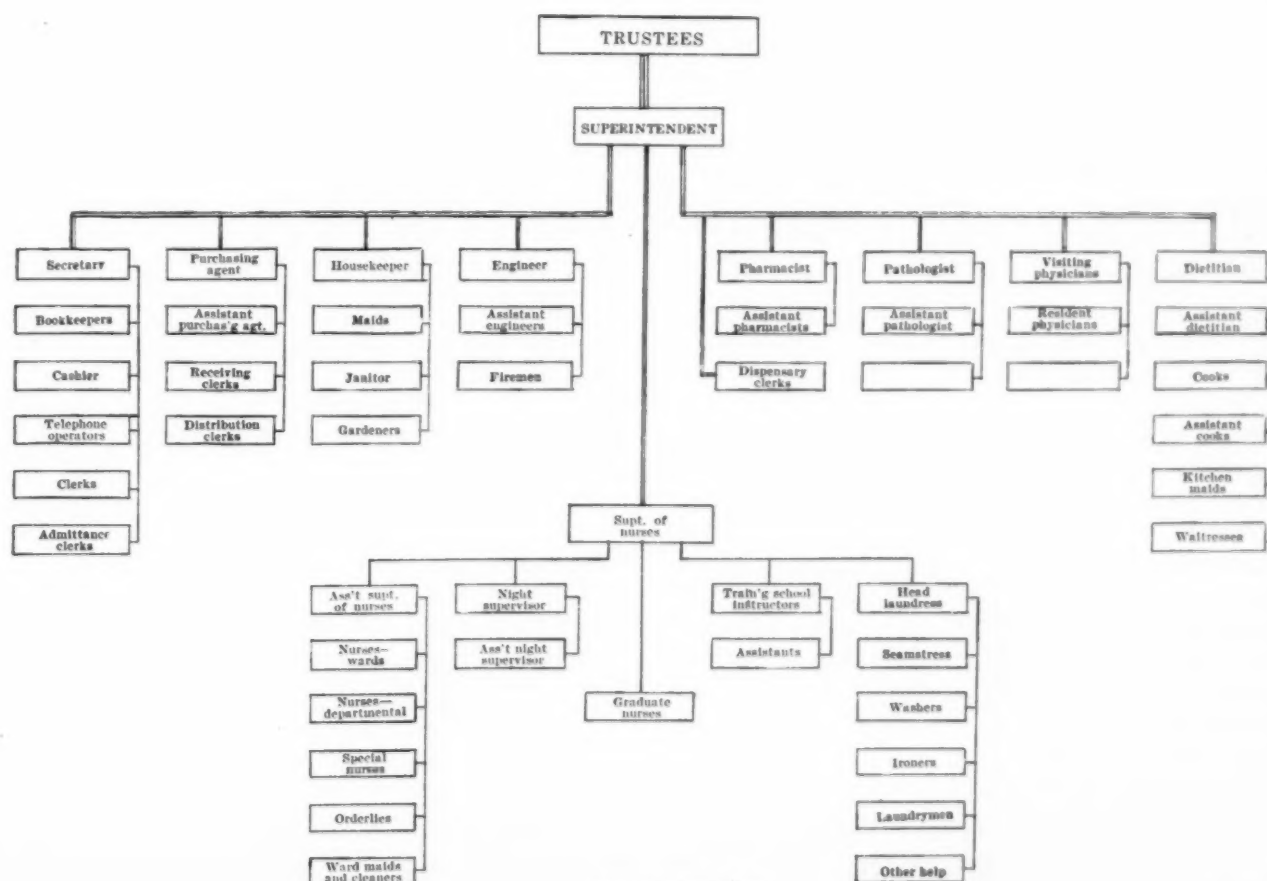 TRUSTEES
SUPERINTENDENT
Secretary
Bookkeepers
Cashier
Telephone
operators
Clerks
Admittance
clerks
Purchasing
agent
Assistant
purchas'g agt.
Receiving
clerks
Distribution
clerks
Housekeeper
Maids
Janitor
Gardeners
Engineer
Assistant
engineers
Firemen
Pharmacist
Assistant
pharmacists
Dispensary
clerks
Pathologist
Assistant
pathologist
Visiting
physicians
Resident
physicians
Dietitian
Assistant
dietitian
Cooks
Assistant
cooks
Kitchen
maids
Waitresses
Supt. of
nurses
Ass't supt.
of nurses
Nurses—
wards
Nurses—
departmental
Special
nurses
Orderlies
Ward maids
and cleaners
Night
supervisor
Ass't night
supervisor
Graduate
nurses
Train'g school
instructors
Assistants
Head
laundress
Seamstress
Washers
Ironers
Laundrymen
Other help